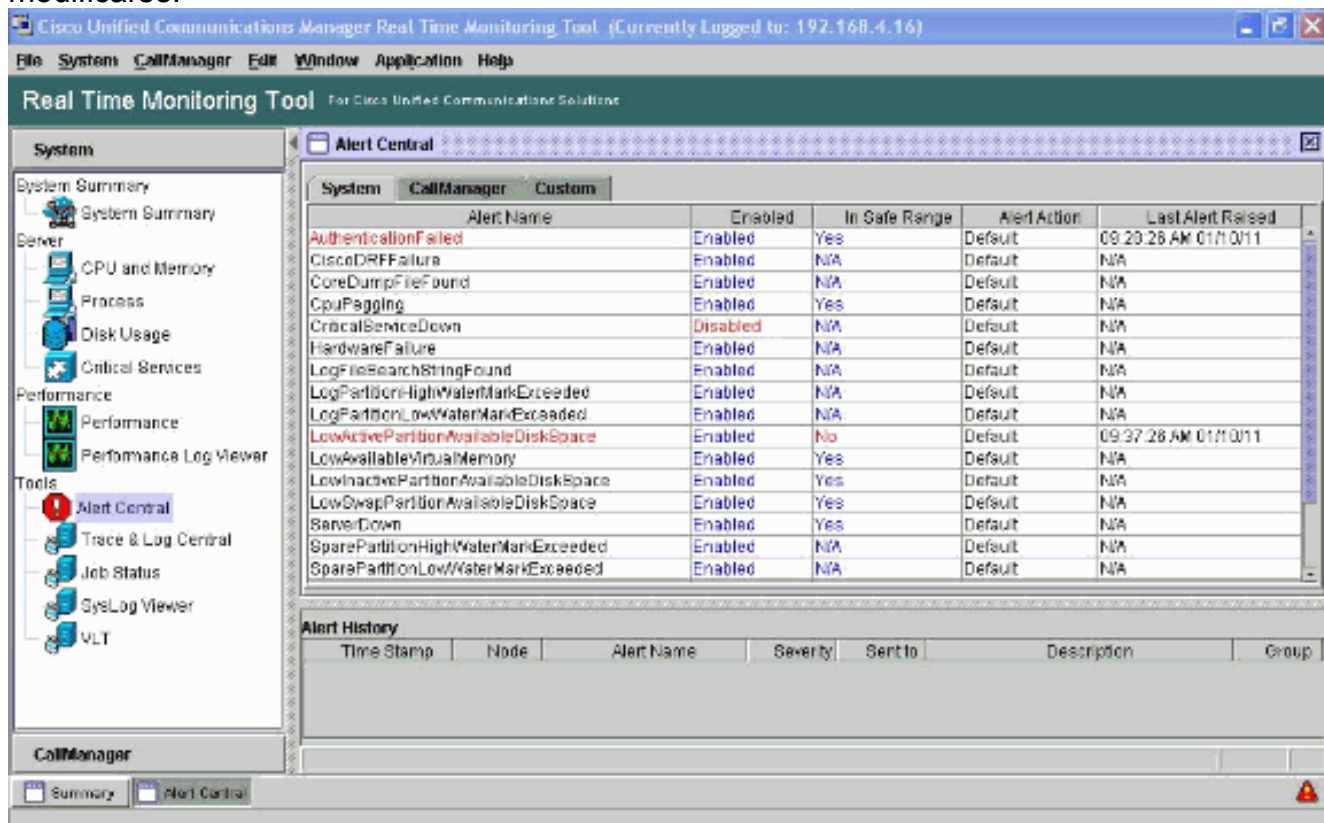 Cisco Unified Communications Manager Real Time Monitoring Tool (Currently Logged to: 192.168.4.16)
File System CallManager Edit Window Application Help
Real Time Monitoring Tool For Cisco Unified Communications Solutions
System
System Summary
System Summary
Server
CPU and Memory
Process
Disk Usage
Critical Services
Performance
Performance
Performance Log Viewer
Tools
Alert Central
Trace & Log Central
Job Status
SysLog Viewer
VLT
CallManager
Alert Central
System CallManager Custom
Alert Name Enabled In Safe Range Alert Action Last Alert Raised
AuthenticationFailed Enabled Yes Default 09:28:26 AM 01/10/11
CiscoDRFFailure Enabled N/A Default N/A
CoreDumpFileFound Enabled N/A Default N/A
CpuPegging Enabled Yes Default N/A
CriticalServiceDown Disabled N/A Default N/A
HardwareFailure Enabled N/A Default N/A
LogFileSearchStringFound Enabled N/A Default N/A
LogPartitionHighWaterMarkExceeded Enabled N/A Default N/A
LogPartitionLowWaterMarkExceeded Enabled N/A Default N/A
LowActivePartitionAvailableDiskSpace Enabled No Default 09:37:26 AM 01/10/11
LowAvailableVirtualMemory Enabled Yes Default N/A
LowInactivePartitionAvailableDiskSpace Enabled Yes Default N/A
LowSwapPartitionAvailableDiskSpace Enabled Yes Default N/A
ServerDown Enabled Yes Default N/A
SparePartitionHighWaterMarkExceeded Enabled N/A Default N/A
SparePartitionLowWaterMarkExceeded Enabled N/A Default N/A
Alert History
Time Stamp Node Alert Name Severity Sent to Description Group
Summary Alert Central